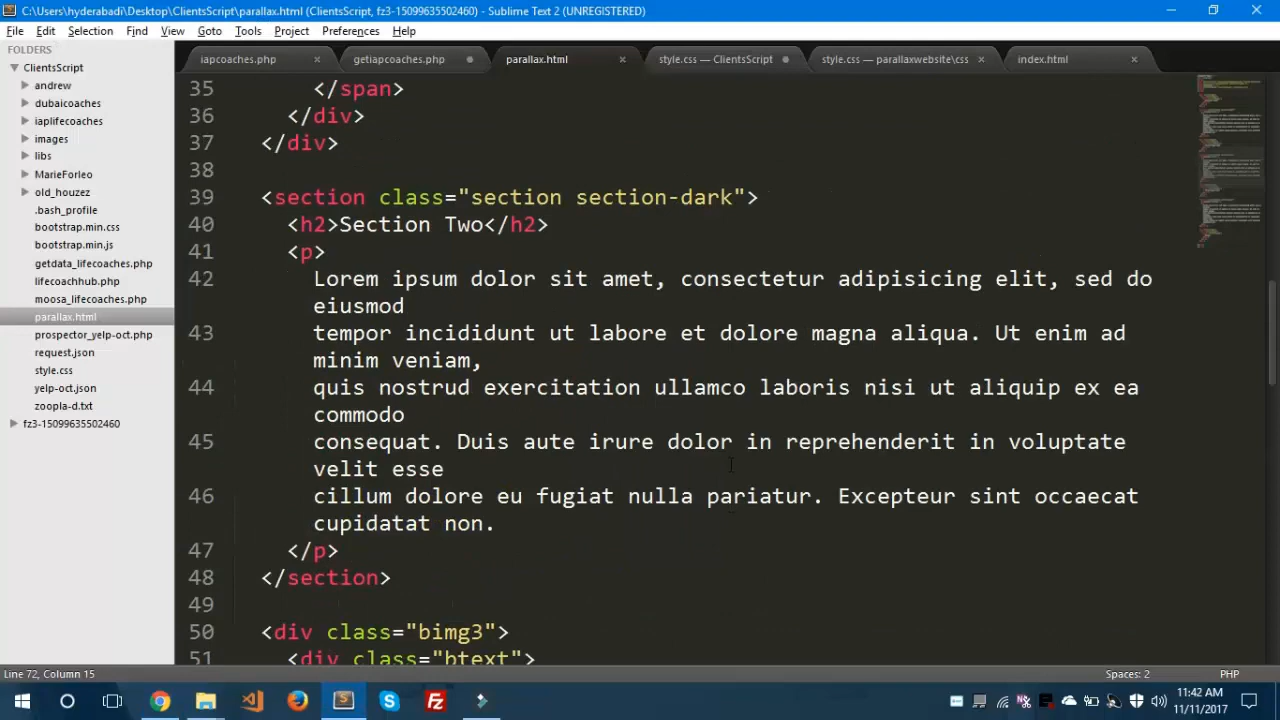 C:\Users\hyderabadi\Desktop\ClientsScript\parallax.html (ClientsScript, fz3-15099635502460) - Sublime Text 2 (UNREGISTERED)
File Edit Selection Find View Goto Tools Project Preferences Help
FOLDERS
ClientsScript
andrew
dubaicoaches
iaplifecoaches
images
libs
MarieForleo
old_houzez
.bash_profile
bootstrap.min.css
bootstrap.min.js
getdata_lifecoaches.php
lifecoachhub.php
moosa_lifecoaches.php
parallax.html
prospector_yelp-oct.php
request.json
style.css
yelp-oct.json
zoopla-d.txt
fz3-15099635502460
iapcoaches.php getiapcoaches.php parallax.html style.css — ClientsScript style.css — parallaxwebsite\css index.html
35 </span>
36 </div>
37 </div>
38
39 <section class="section section-dark">
40 <h2>Section Two</h2>
41 <p>
42 Lorem ipsum dolor sit amet, consectetur adipisicing elit, sed do
eiusmod
43 tempor incididunt ut labore et dolore magna aliqua. Ut enim ad
minim veniam,
44 quis nostrud exercitation ullamco laboris nisi ut aliquip ex ea
commodo
45 consequat. Duis aute irure dolor in reprehenderit in voluptate
velit esse
46 cillum dolore eu fugiat nulla pariatur. Excepteur sint occaecat
cupidatat non.
47 </p>
48 </section>
49
50 <div class="bimg3">
51 <div class="btext">
Line 72, Column 15 Spaces: 2 PHP
11:42 AM
11/11/2017